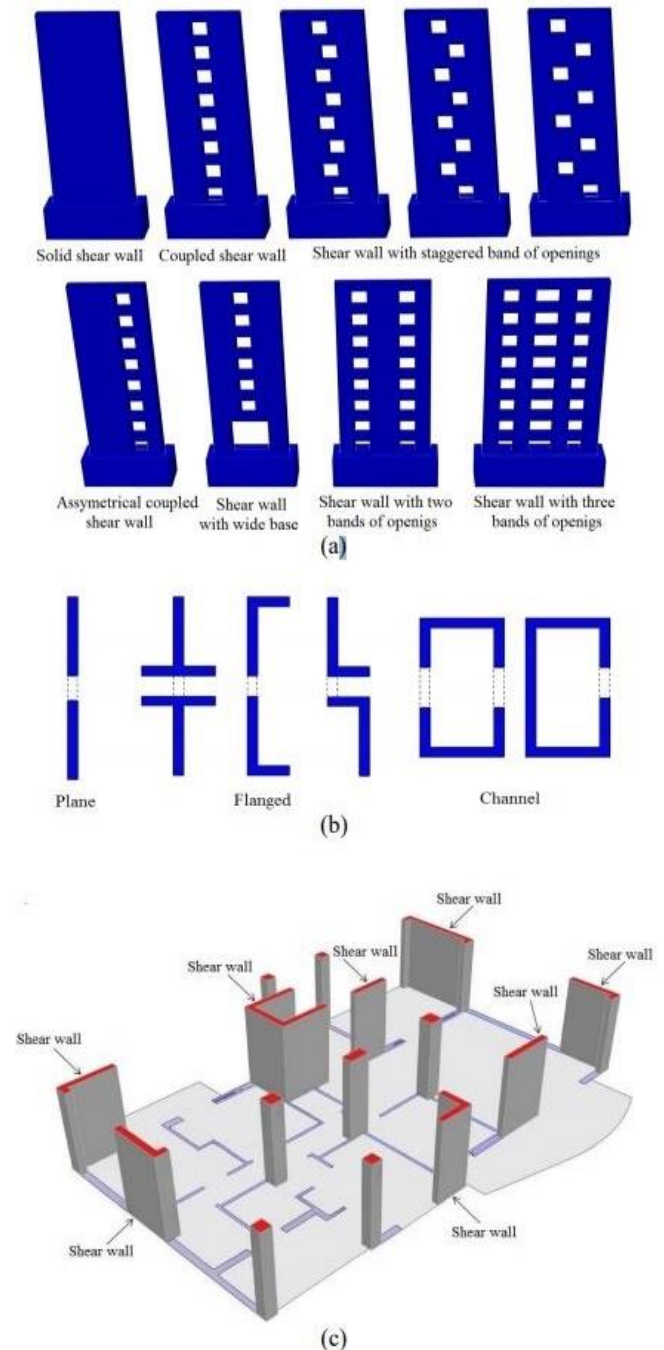 Solid shear wall Coupled shear wall Shear wall with staggered band of openings
Assymetrical coupled
shear wall
Shear wall
with wide base
Shear wall with two
bands of openigs
Shear wall with three
bands of openigs
(a)
Plane
Flanged
Channel
(b)
Shear wall
Shear wall
Shear wall
Shear wall
Shear wall
Shear wall
Shear wall
Shear wall
(c)